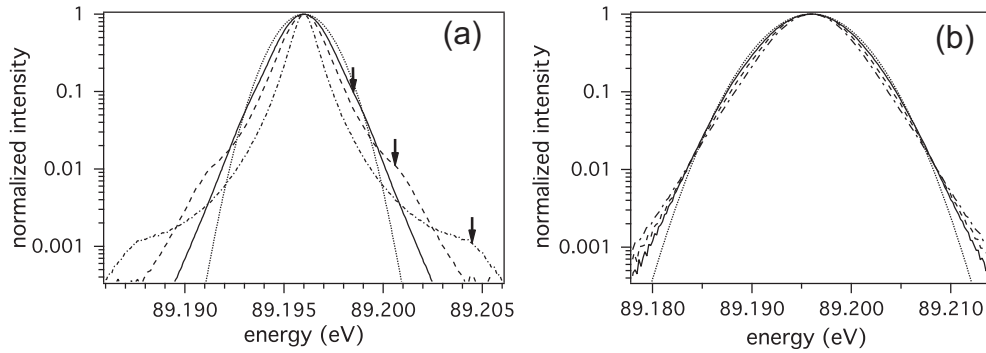 (a)
normalized intensity
1
0.1
0.01
0.001
89.190
89.195
89.200
89.205
energy (eV)
(b)
normalized intensity
1
0.1
0.01
0.001
89.180
89.190
89.200
89.210
energy (eV)